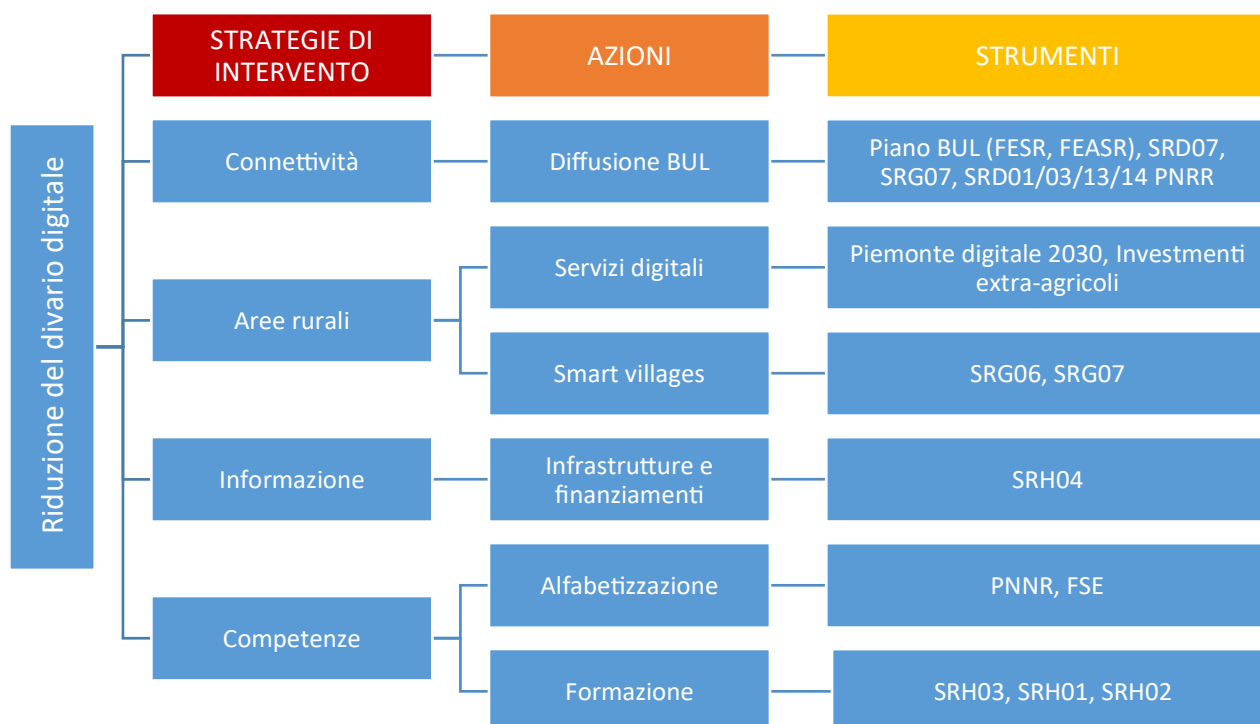 Riduzione del divario digitale
STRATEGIE DI
INTERVENTO
AZIONI
STRUMENTI
Connettività
Diffusione BUL
Piano BUL (FESR, FEASR), SRD07,
SRG07, SRD01/03/13/14 PNRR
Aree rurali
Servizi digitali
Piemonte digitale 2030, Investimenti
extra-agricoli
Smart villages
SRG06, SRG07
Informazione
Infrastrutture e
finanziamenti
SRH04
Competenze
Alfabetizzazione
PNNR, FSE
Formazione
SRH03, SRH01, SRH02